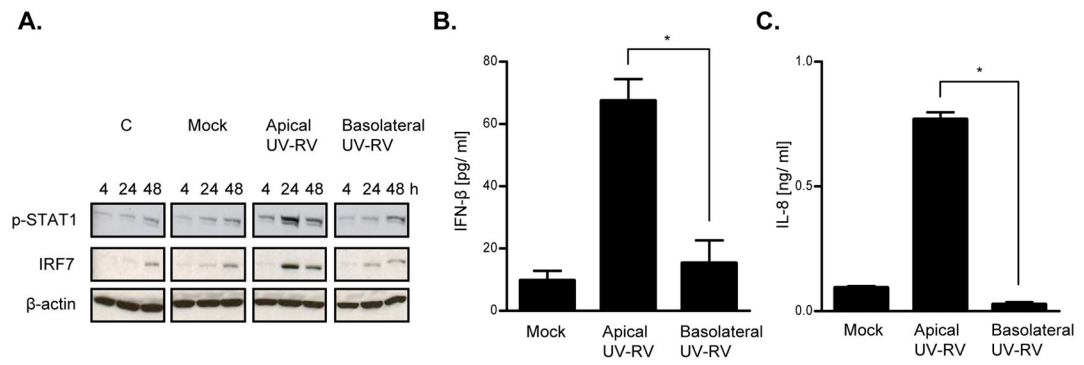 A.
C Mock Apical Basolateral
UV-RV UV-RV
4 24 48 4 24 48 4 24 48 4 24 48 h
p-STAT1
IRF7
β-actin
B.
IFN-β [pg/ ml]
80
60
40
20
0
*
Mock Apical Basolateral
UV-RV UV-RV
C.
IL-8 [ng/ ml]
1.0
0.5
0.0
*
Mock Apical Basolateral
UV-RV UV-RV